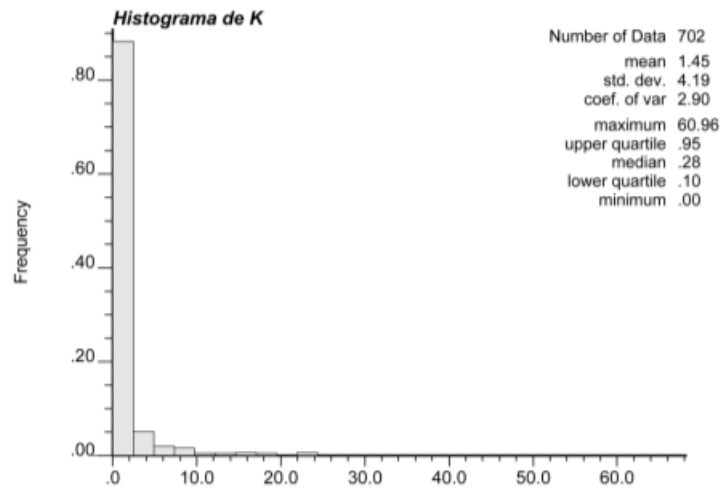 Histograma de K
Number of Data 702
mean 1.45
std. dev. 4.19
coef. of var 2.90
maximum 60.96
upper quartile .95
median .28
lower quartile .10
minimum .00
Frequency
.80
.60
.40
.20
.00
.0 10.0 20.0 30.0 40.0 50.0 60.0